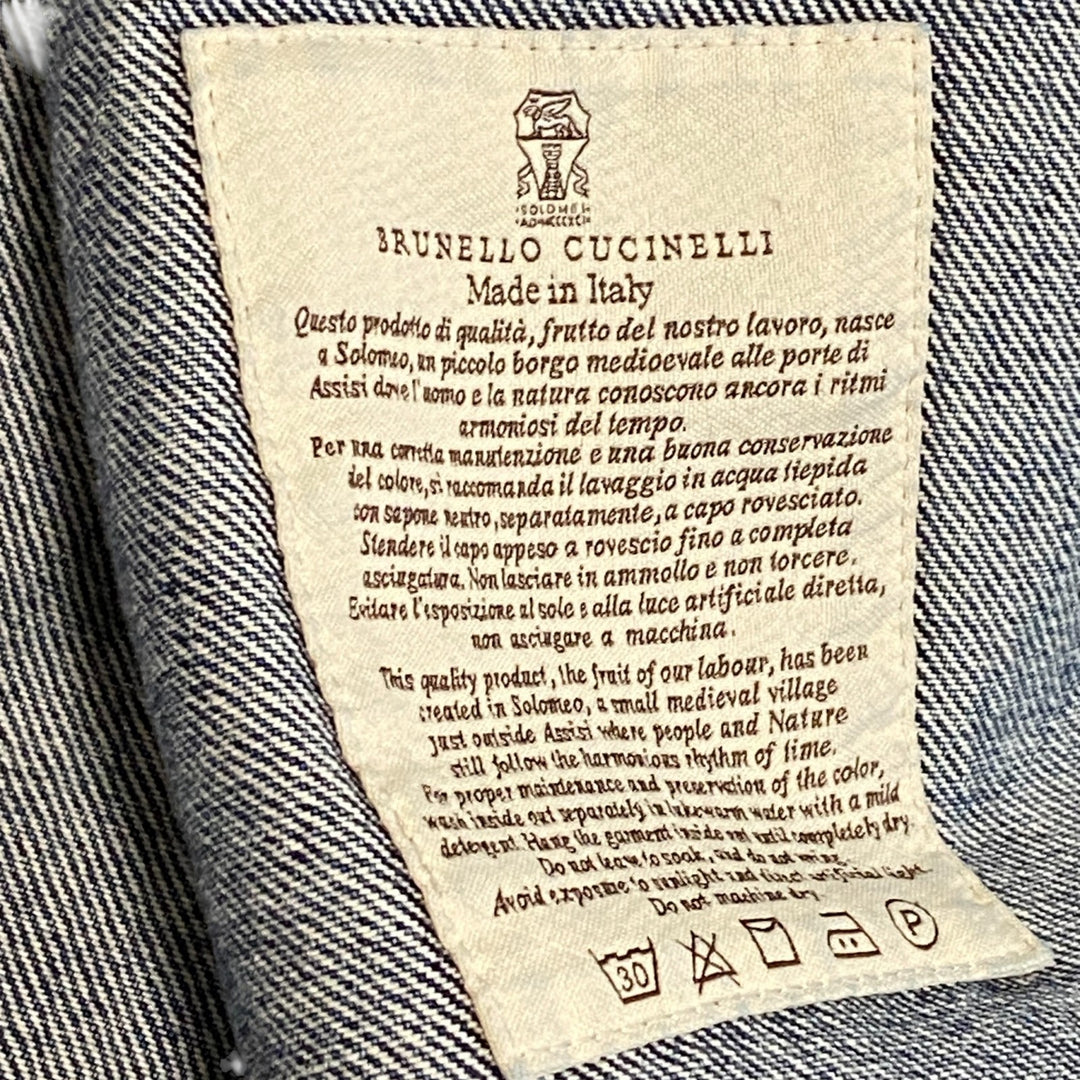 SOLOMEO
BRUNELLO CUCINELLI
Made in Italy
Questo prodotto di qualità, frutto del nostro lavoro, nasce
a Solomeo, un piccolo borgo medioevale alle porte di
Assisi dove l'uomo e la natura conoscono ancora i ritmi
armoniosi del tempo.
Per una corretta manutenzione e una buona conservazione
del colore, si raccomanda il lavaggio in acqua tiepida
con sapone neutro, separatamente, a capo rovesciato.
Stendere il capo appeso a rovescio fino a completa
asciugatura. Non lasciare in ammollo e non torcere.
Evitare l'esposizione al sole e alla luce artificiale diretta,
non asciugare a macchina.
This quality product, the fruit of our labour, has been
created in Solomeo, a small medieval village
just outside Assisi where people and Nature
still follow the harmonious rhythm of time.
For proper maintenance and preservation of the color,
wash inside out separately in lukewarm water with a mild
detergent. Hang the garment inside out until completely dry.
Do not leave to soak, and do not wring.
Avoid exposure to sunlight and direct artificial light.
Do not machine dry.
30 P